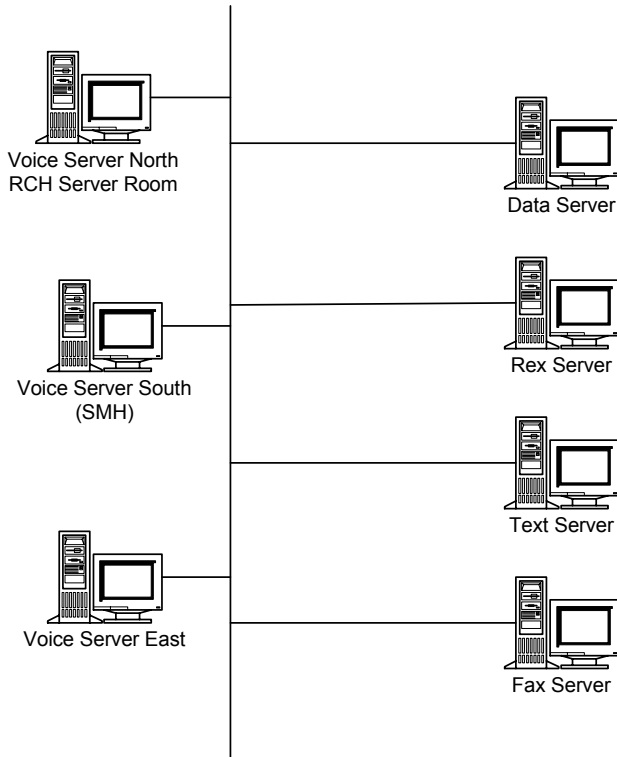 Voice Server North
RCH Server Room
Data Server
Voice Server South
(SMH)
Rex Server
Text Server
Voice Server East
Fax Server